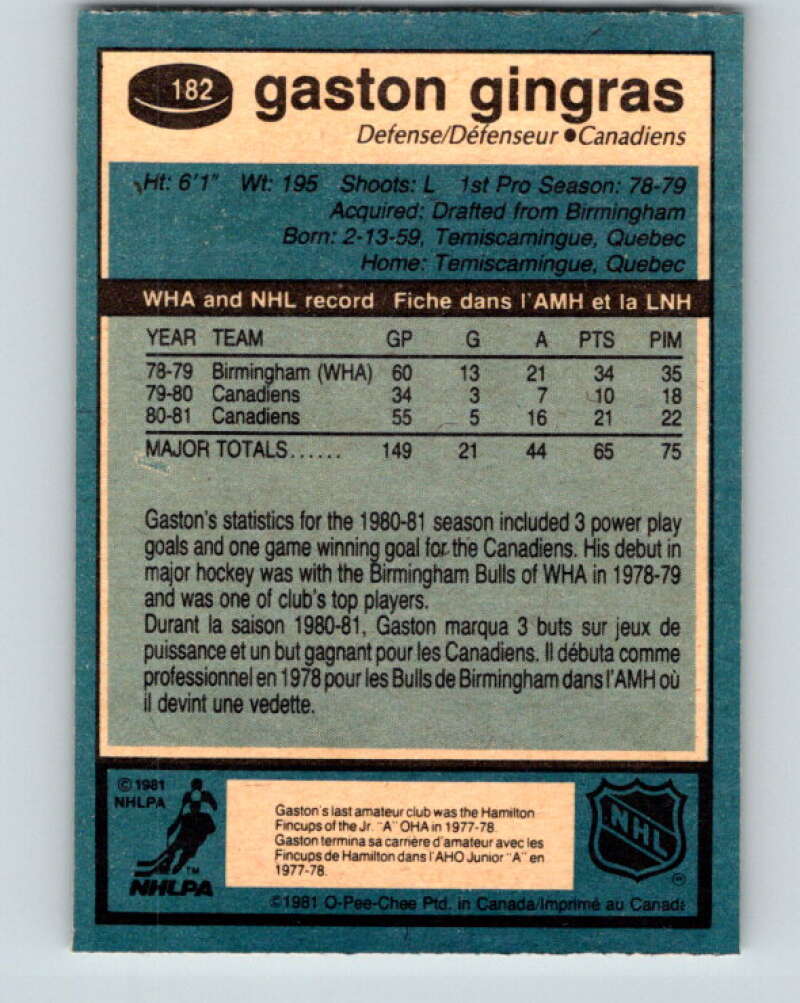 182 gaston gingras
Defense/Défenseur ●Canadiens
Ht: 6'1" Wt: 195 Shoots: L 1st Pro Season: 78-79
Acquired: Drafted from Birmingham
Born: 2-13-59, Temiscamingue, Quebec
Home: Temiscamingue, Quebec
WHA and NHL record Fiche dans l'AMH et la LNH
YEAR TEAM GP G A PTS PIM
78-79 Birmingham (WHA) 60 13 21 34 35
79-80 Canadiens 34 3 7 10 18
80-81 Canadiens 55 5 16 21 22
MAJOR TOTALS...... 149 21 44 65 75
Gaston's statistics for the 1980-81 season included 3 power play
goals and one game winning goal for the Canadiens. His debut in
major hockey was with the Birmingham Bulls of WHA in 1978-79
and was one of club's top players.
Durant la saison 1980-81, Gaston marqua 3 buts sur jeux de
puissance et un but gagnant pour les Canadiens. Il débuta comme
professionnel en 1978 pour les Bulls de Birmingham dans l'AMH où
il devint une vedette.
© 1981
NHLPA
TM
NHLPA
Gaston's last amateur club was the Hamilton
Fincups of the Jr. "A" OHA in 1977-78.
Gaston termina sa carrière d'amateur avec les
Fincups de Hamilton dans l'AHO Junior "A" en
1977-78.
NHL
©1981 O-Pee-Chee Ptd. in Canada/Imprimé au Canada